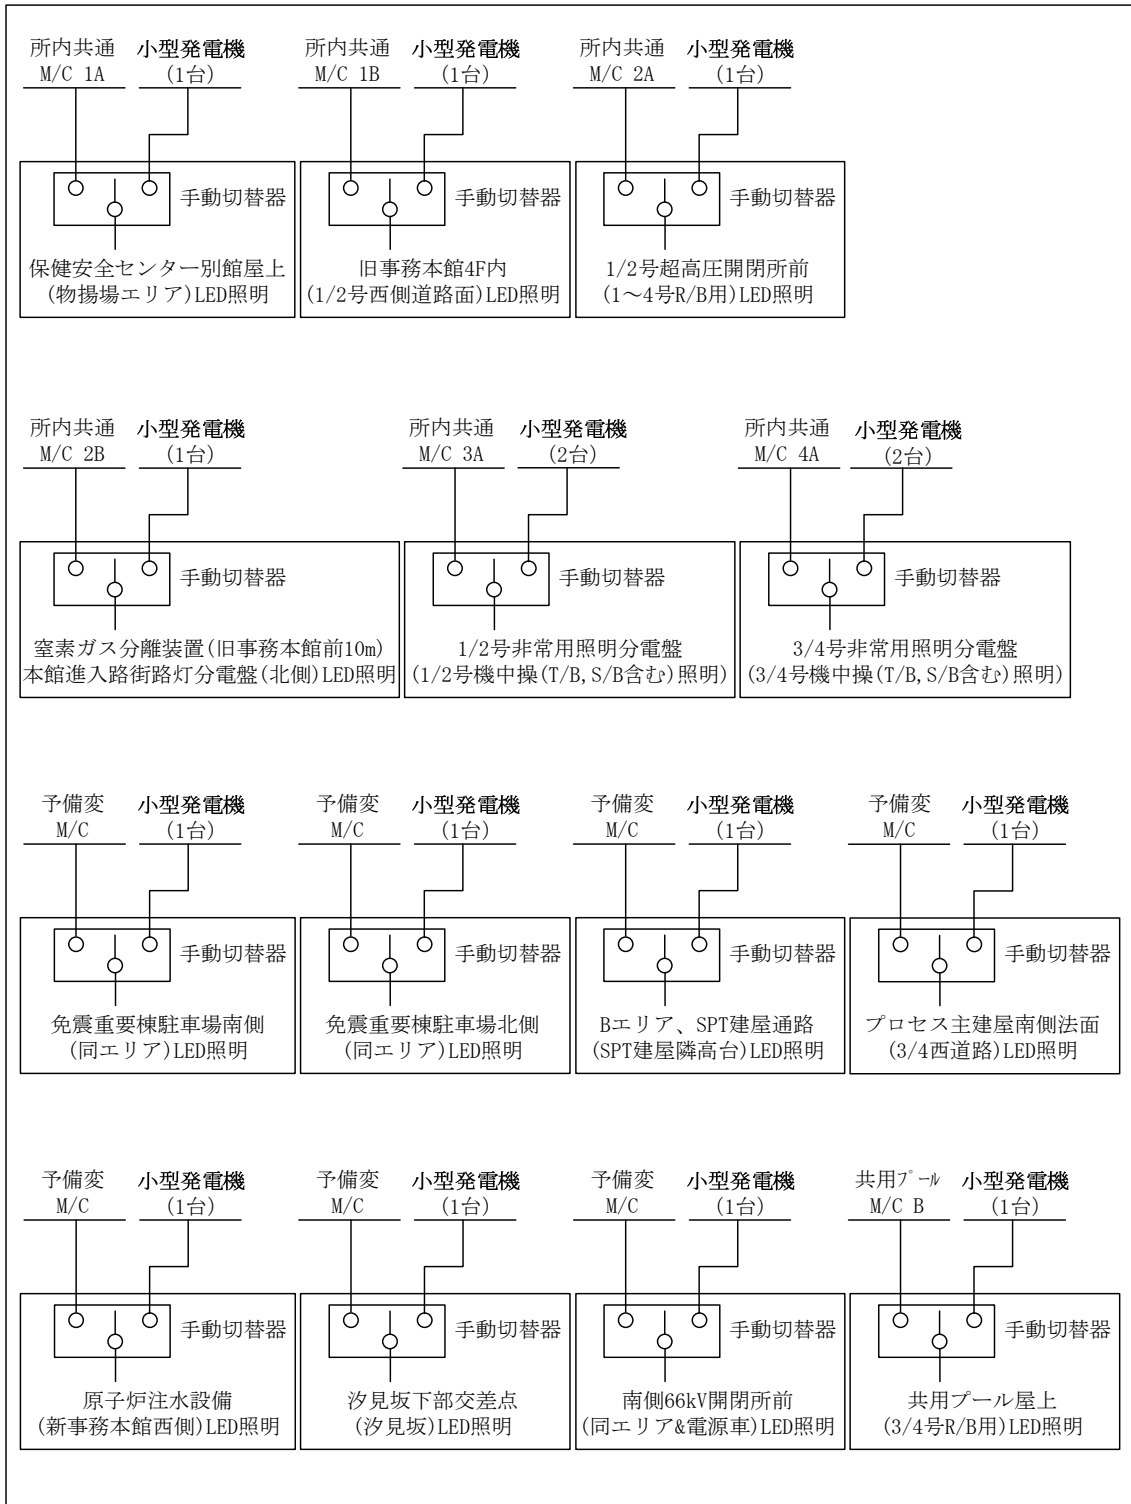 所内共通
M/C 1A
小型発電機
(1台)
手動切替器
保健安全センター別館屋上
(物揚場エリア)LED照明
所内共通
M/C 1B
小型発電機
(1台)
手動切替器
旧事務本館4F内
(1/2号西側道路面)LED照明
所内共通
M/C 2A
小型発電機
(1台)
手動切替器
1/2号超高圧開閉所前
(1～4号R/B用)LED照明
所内共通
M/C 2B
小型発電機
(1台)
手動切替器
窒素ガス分離装置(旧事務本館前10m)
本館進入路街路灯分電盤(北側)LED照明
所内共通
M/C 3A
小型発電機
(2台)
手動切替器
1/2号非常用照明分電盤
(1/2号機中操(T/B,S/B含む)照明)
所内共通
M/C 4A
小型発電機
(2台)
手動切替器
3/4号非常用照明分電盤
(3/4号機中操(T/B,S/B含む)照明)
予備変
M/C
小型発電機
(1台)
手動切替器
免震重要棟駐車場南側
(同エリア)LED照明
予備変
M/C
小型発電機
(1台)
手動切替器
免震重要棟駐車場北側
(同エリア)LED照明
予備変
M/C
小型発電機
(1台)
手動切替器
Bエリア、SPT建屋通路
(SPT建屋隣高台)LED照明
予備変
M/C
小型発電機
(1台)
手動切替器
プロセス主建屋南側法面
(3/4西道路)LED照明
予備変
M/C
小型発電機
(1台)
手動切替器
原子炉注水設備
(新事務本館西側)LED照明
予備変
M/C
小型発電機
(1台)
手動切替器
汐見坂下部交差点
(汐見坂)LED照明
予備変
M/C
小型発電機
(1台)
手動切替器
南側66kV開閉所前
(同エリア&電源車)LED照明
共用ﾌﾟｰﾙ
M/C B
小型発電機
(1台)
手動切替器
共用プール屋上
(3/4号R/B用)LED照明